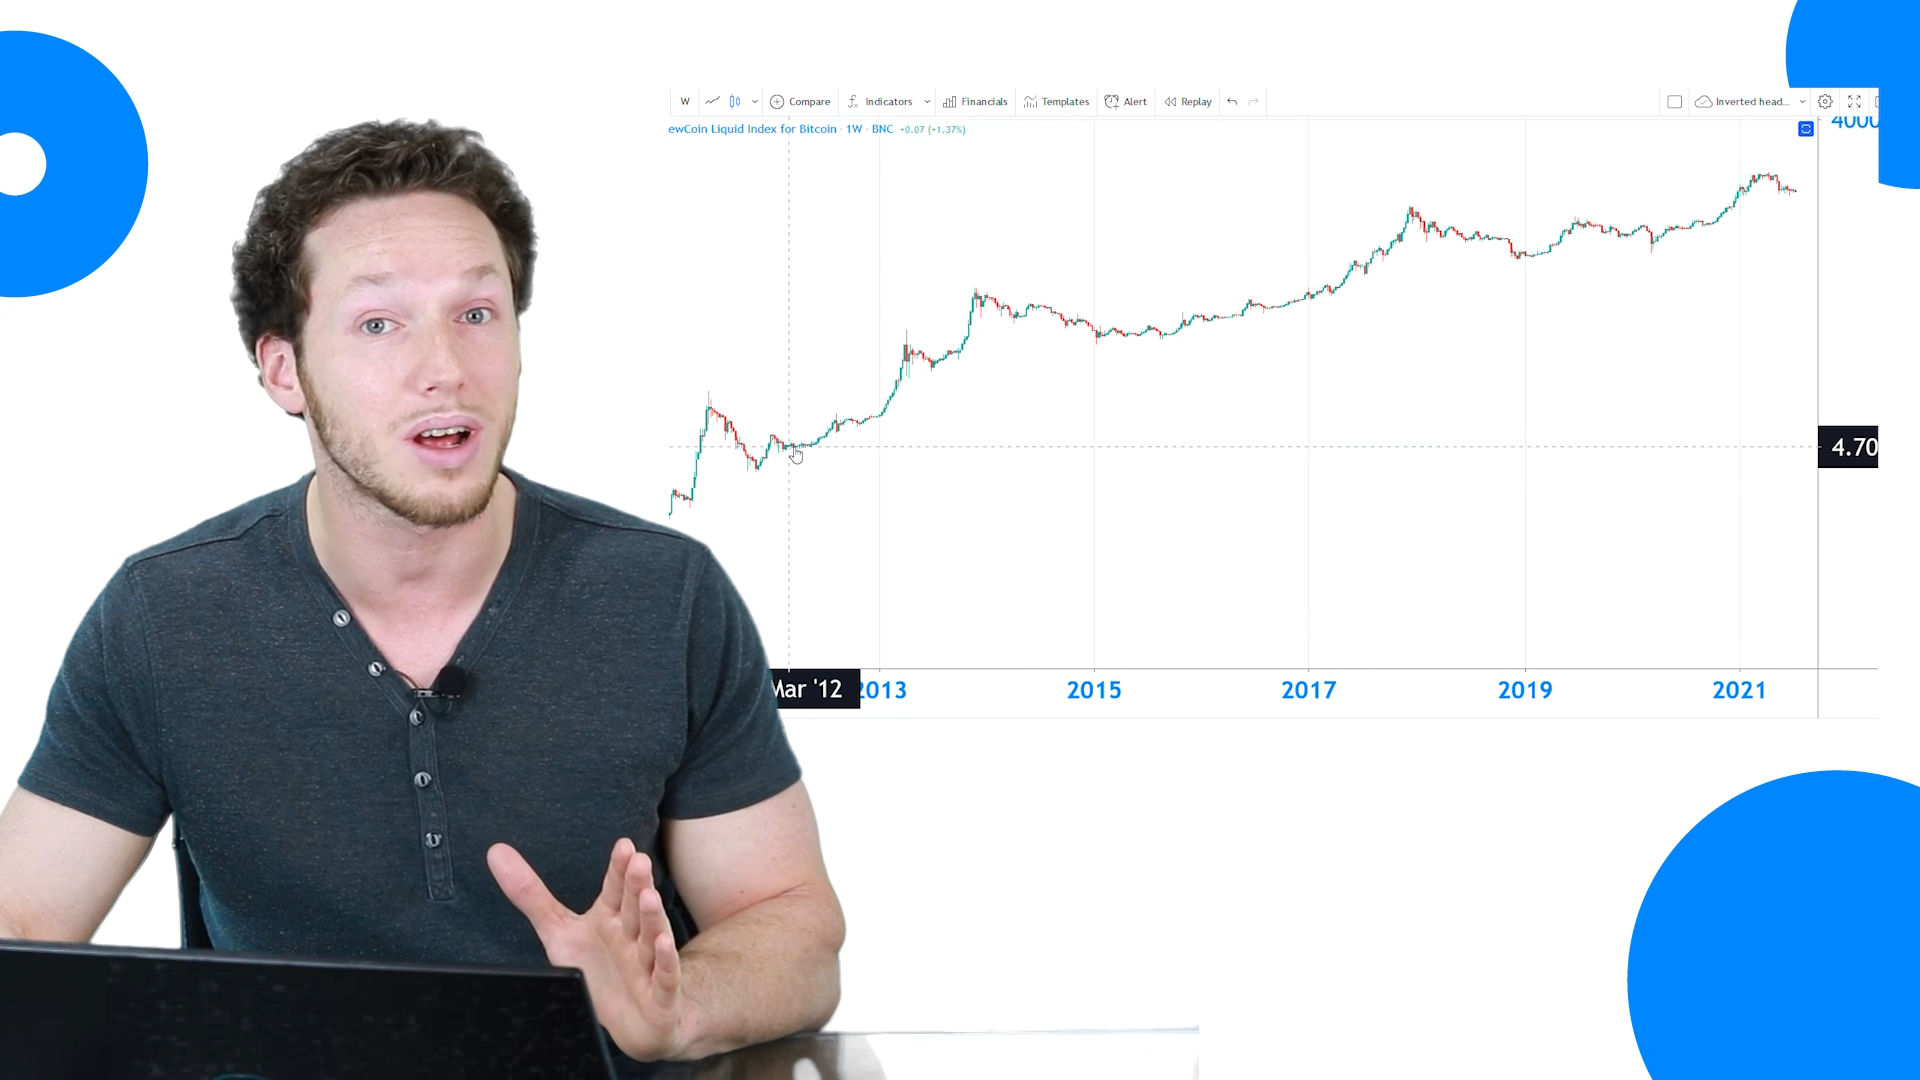 W Compare Indicators Financials Templates Alert Replay Inverted head...
ewCoin Liquid Index for Bitcoin · 1W · BNC +0.07 (+1.37%)
4000
4.70
Mar '12 2013 2015 2017 2019 2021